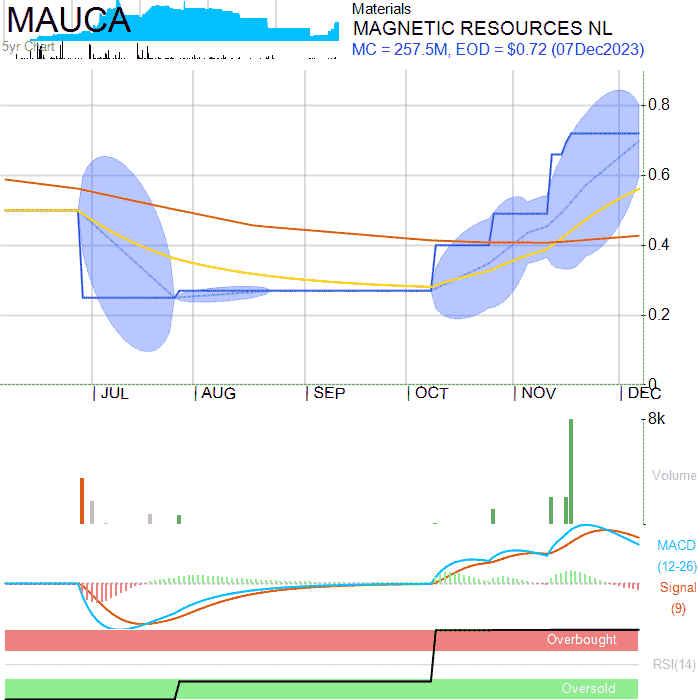 MAUCA
5yr Chart
Materials
MAGNETIC RESOURCES NL
MC = 257.5M, EOD = $0.72 (07Dec2023)
0.8
0.6
0.4
0.2
0
JUL AUG SEP OCT NOV DEC
8k
Volume
MACD
(12-26)
Signal
(9)
Overbought
RSI(14)
Oversold